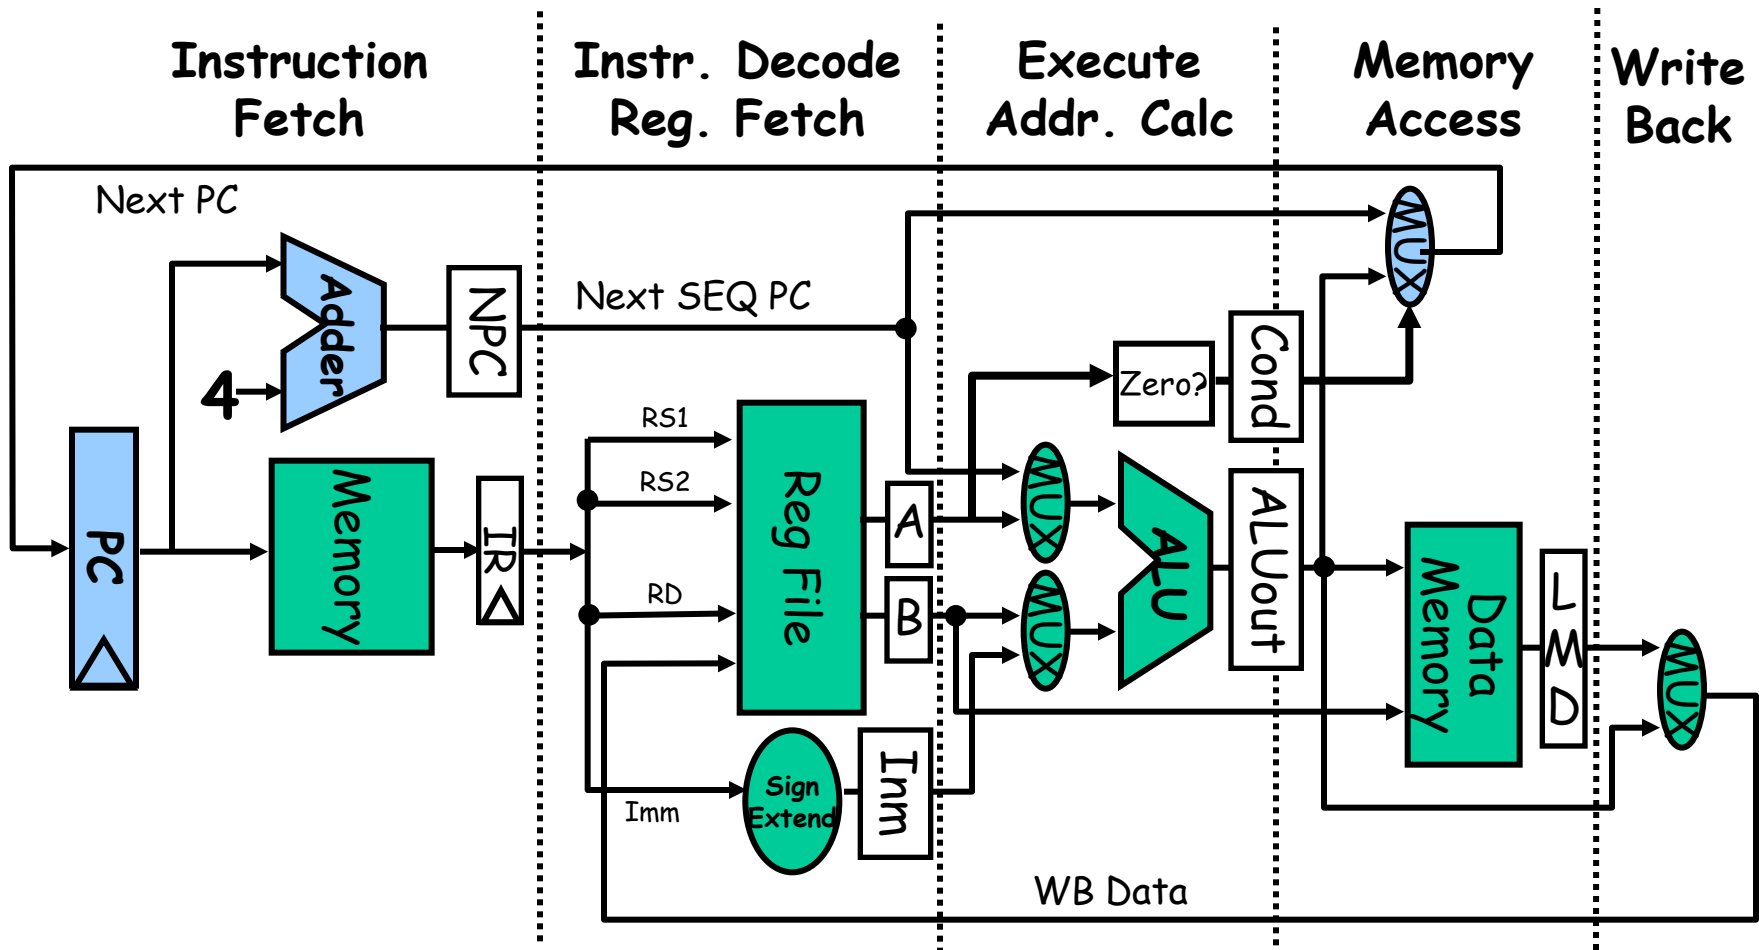 Instruction
Fetch
Instr. Decode
Reg. Fetch
Execute
Addr. Calc
Memory
Access
Write
Back
Next PC
MUX
Adder
NPC
Next SEQ PC
4
Zero?
Cond
PC
Memory
IR
RS1
RS2
RD
Reg File
A
B
MUX
MUX
ALU
ALUout
Data
Memory
L
M
D
MUX
Sign
Extend
Imm
Imm
WB Data